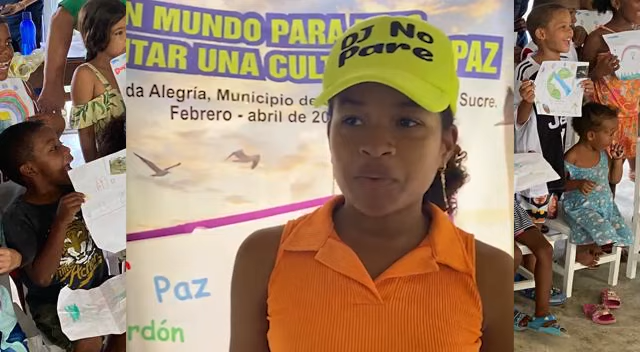 N MUNDO PARA
DJ No
Pare
TAR UNA CULT PAZ
da Alegría, Municipio de Sucre.
Febrero - abril de 20
Paz
rdón